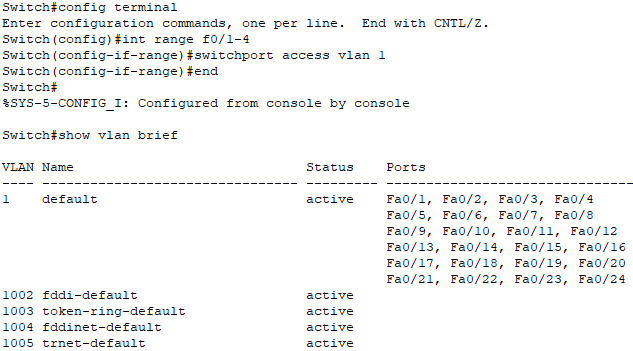 Switch#config terminal
Enter configuration commands, one per line.  End with CNTL/Z.
Switch(config)#int range f0/1-4
Switch(config-if-range)#switchport access vlan 1
Switch(config-if-range)#end
Switch#
%SYS-5-CONFIG_I: Configured from console by console
Switch#show vlan brief
VLAN Name                             Status    Ports
---- -------------------------------- --------- -------------------------------
1    default                          active    Fa0/1, Fa0/2, Fa0/3, Fa0/4
                                                Fa0/5, Fa0/6, Fa0/7, Fa0/8
                                                Fa0/9, Fa0/10, Fa0/11, Fa0/12
                                                Fa0/13, Fa0/14, Fa0/15, Fa0/16
                                                Fa0/17, Fa0/18, Fa0/19, Fa0/20
                                                Fa0/21, Fa0/22, Fa0/23, Fa0/24
1002 fddi-default                     active
1003 token-ring-default               active
1004 fddinet-default                  active
1005 trnet-default                    active